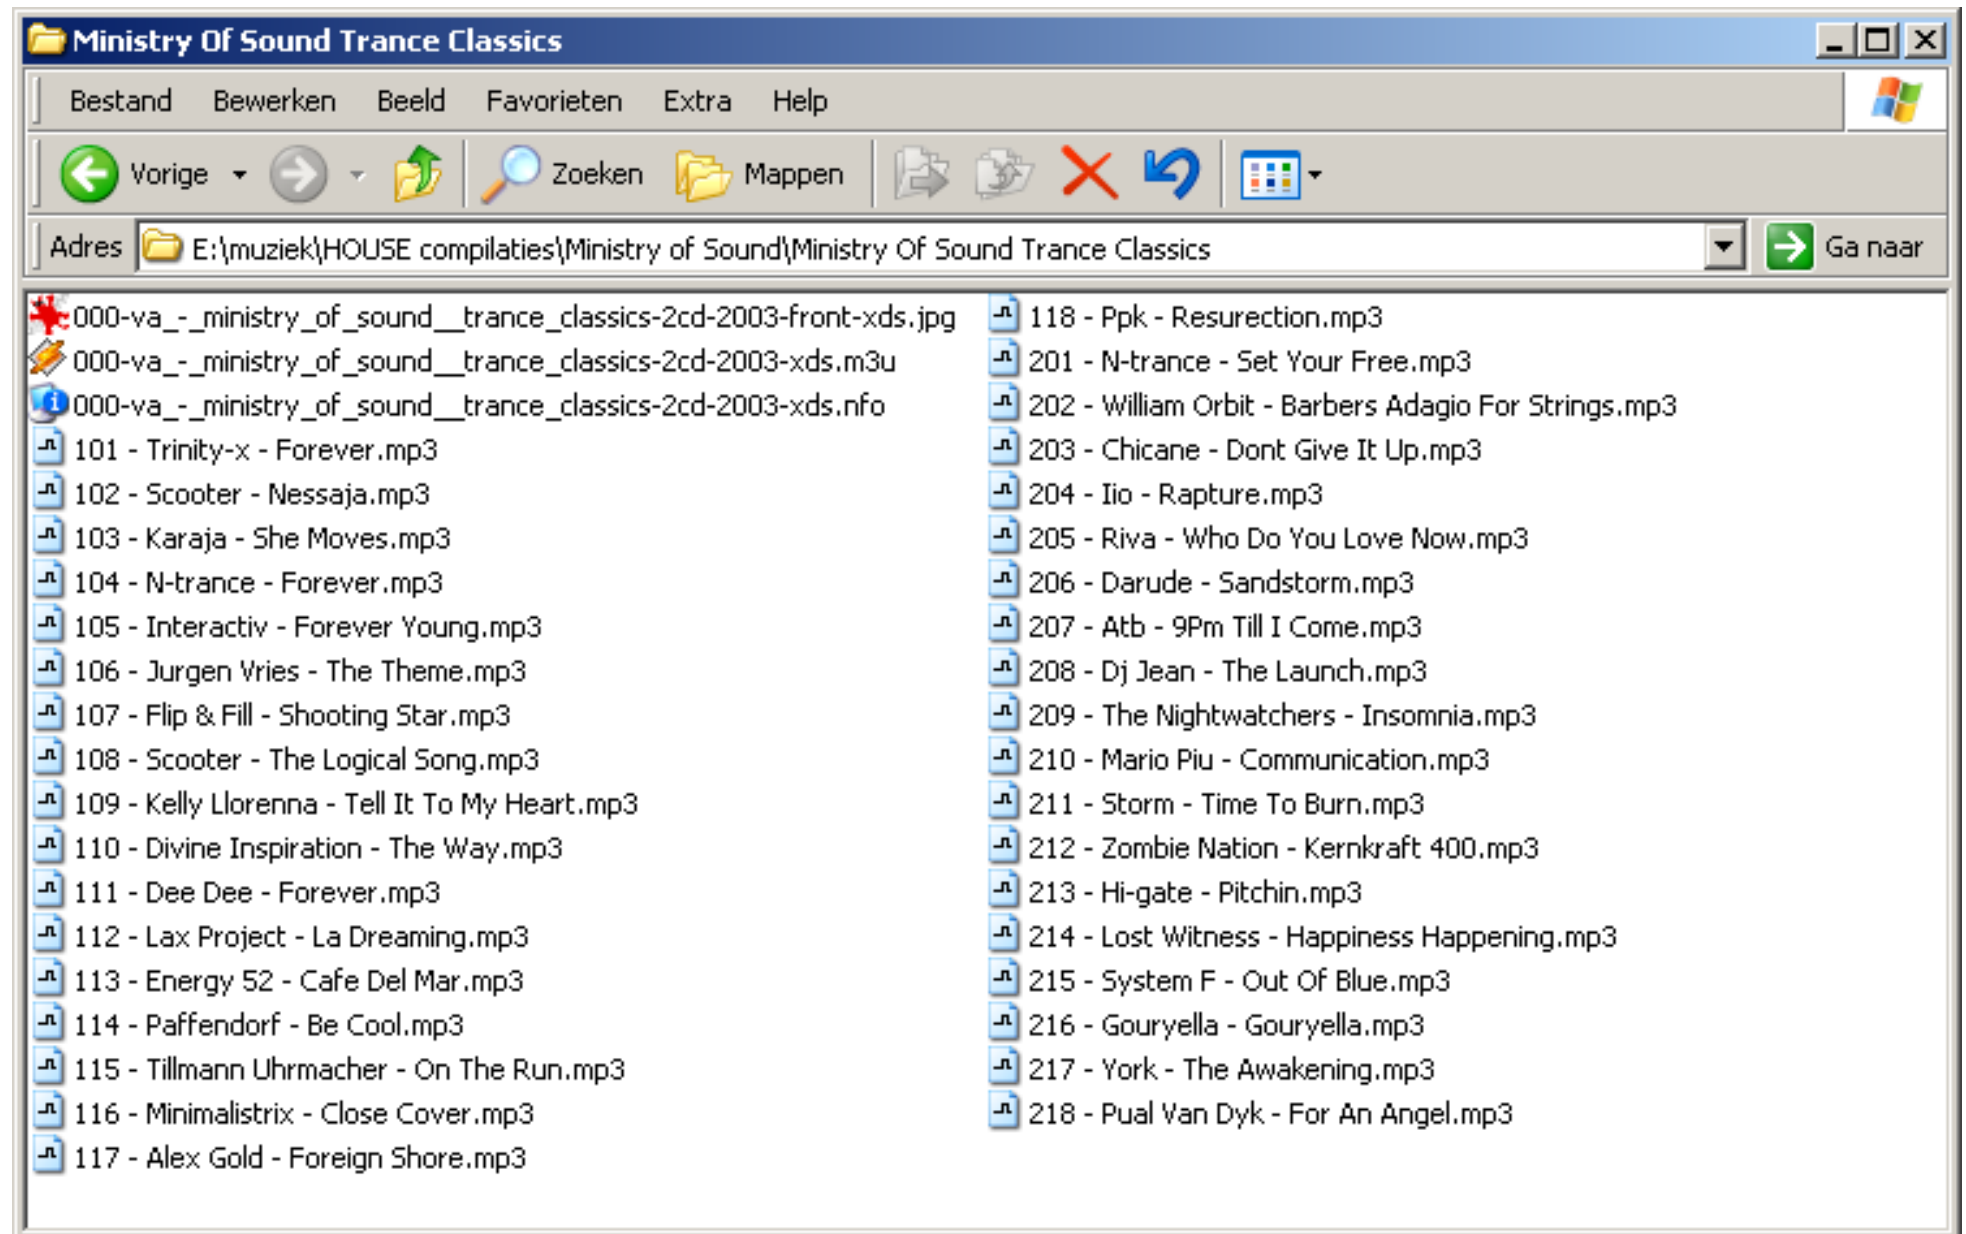 Ministry Of Sound Trance Classics
Bestand Bewerken Beeld Favorieten Extra Help
Vorige Zoeken Mappen
Adres E:\muziek\HOUSE compilaties\Ministry of Sound\Ministry Of Sound Trance Classics Ga naar
000-va_-_ministry_of_sound__trance_classics-2cd-2003-front-xds.jpg
000-va_-_ministry_of_sound__trance_classics-2cd-2003-xds.m3u
000-va_-_ministry_of_sound__trance_classics-2cd-2003-xds.nfo
101 - Trinity-x - Forever.mp3
102 - Scooter - Nessaja.mp3
103 - Karaja - She Moves.mp3
104 - N-trance - Forever.mp3
105 - Interactiv - Forever Young.mp3
106 - Jurgen Vries - The Theme.mp3
107 - Flip & Fill - Shooting Star.mp3
108 - Scooter - The Logical Song.mp3
109 - Kelly Llorenna - Tell It To My Heart.mp3
110 - Divine Inspiration - The Way.mp3
111 - Dee Dee - Forever.mp3
112 - Lax Project - La Dreaming.mp3
113 - Energy 52 - Cafe Del Mar.mp3
114 - Paffendorf - Be Cool.mp3
115 - Tillmann Uhrmacher - On The Run.mp3
116 - Minimalistrix - Close Cover.mp3
117 - Alex Gold - Foreign Shore.mp3
118 - Ppk - Resurection.mp3
201 - N-trance - Set Your Free.mp3
202 - William Orbit - Barbers Adagio For Strings.mp3
203 - Chicane - Dont Give It Up.mp3
204 - Iio - Rapture.mp3
205 - Riva - Who Do You Love Now.mp3
206 - Darude - Sandstorm.mp3
207 - Atb - 9Pm Till I Come.mp3
208 - Dj Jean - The Launch.mp3
209 - The Nightwatchers - Insomnia.mp3
210 - Mario Piu - Communication.mp3
211 - Storm - Time To Burn.mp3
212 - Zombie Nation - Kernkraft 400.mp3
213 - Hi-gate - Pitchin.mp3
214 - Lost Witness - Happiness Happening.mp3
215 - System F - Out Of Blue.mp3
216 - Gouryella - Gouryella.mp3
217 - York - The Awakening.mp3
218 - Pual Van Dyk - For An Angel.mp3